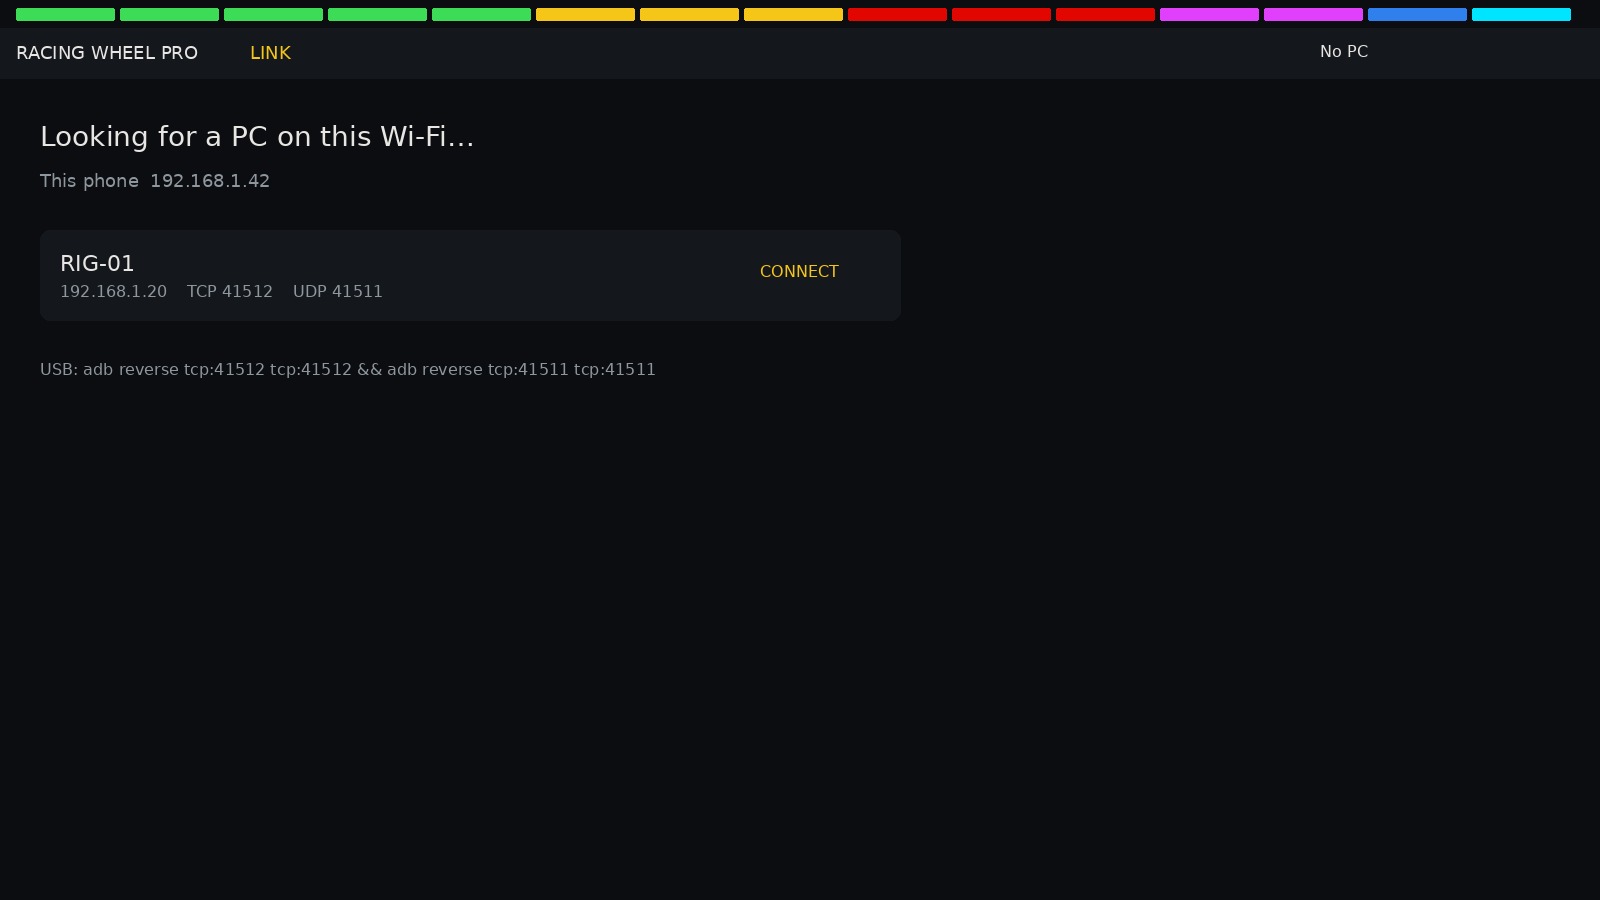 RACING WHEEL PRO LINK No PC
Looking for a PC on this Wi-Fi…
This phone 192.168.1.42
RIG-01
CONNECT
192.168.1.20 TCP 41512 UDP 41511
USB: adb reverse tcp:41512 tcp:41512 && adb reverse tcp:41511 tcp:41511